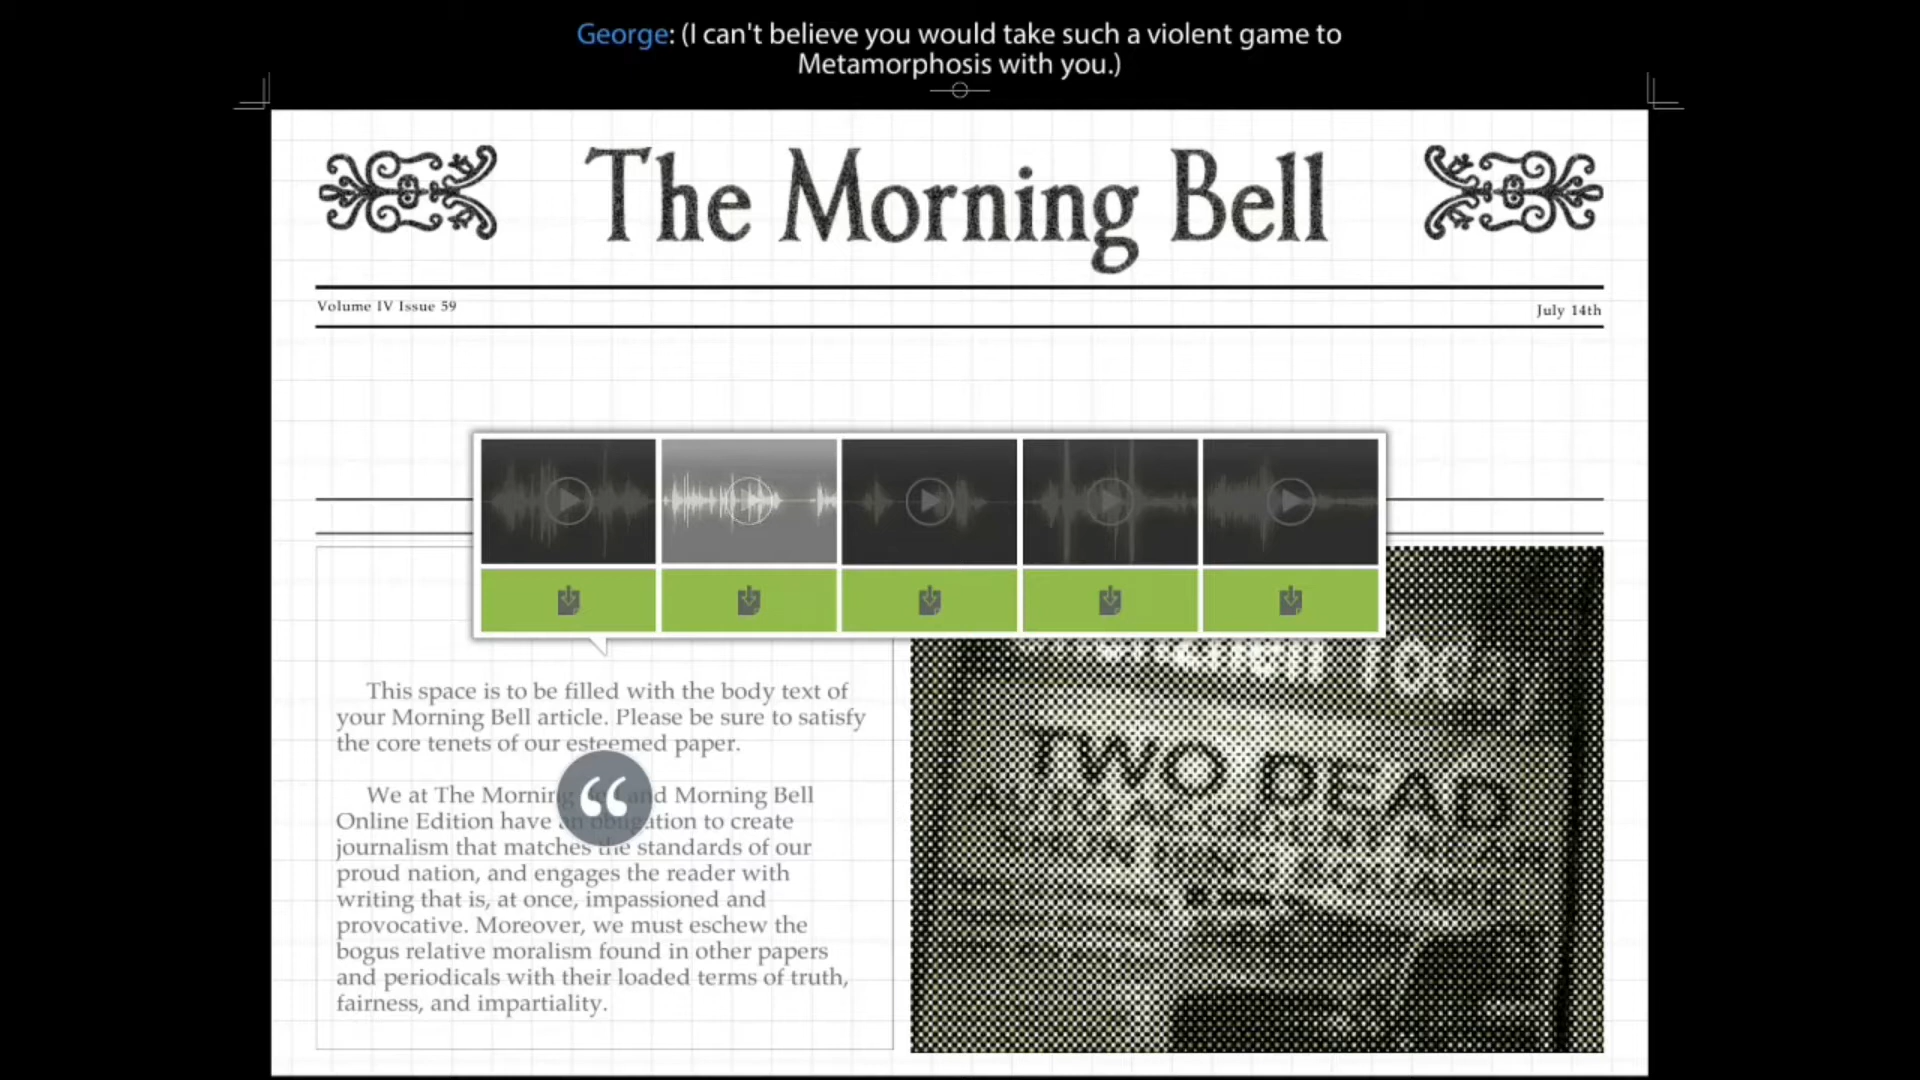 George: (I can't believe you would take such a violent game to
Metamorphosis with you.)
The Morning Bell
Volume IV Issue 59
July 14th
This space is to be filled with the body text of
your Morning Bell article. Please be sure to satisfy
the core tenets of our esteemed paper.
We at The Morning and Morning Bell
Online Edition have an obligation to create
journalism that matches the standards of our
proud nation, and engages the reader with
writing that is, at once, impassioned and
provocative. Moreover, we must eschew the
bogus relative moralism found in other papers
and periodicals with their loaded terms of truth,
fairness, and impartiality.
TWO DEAD